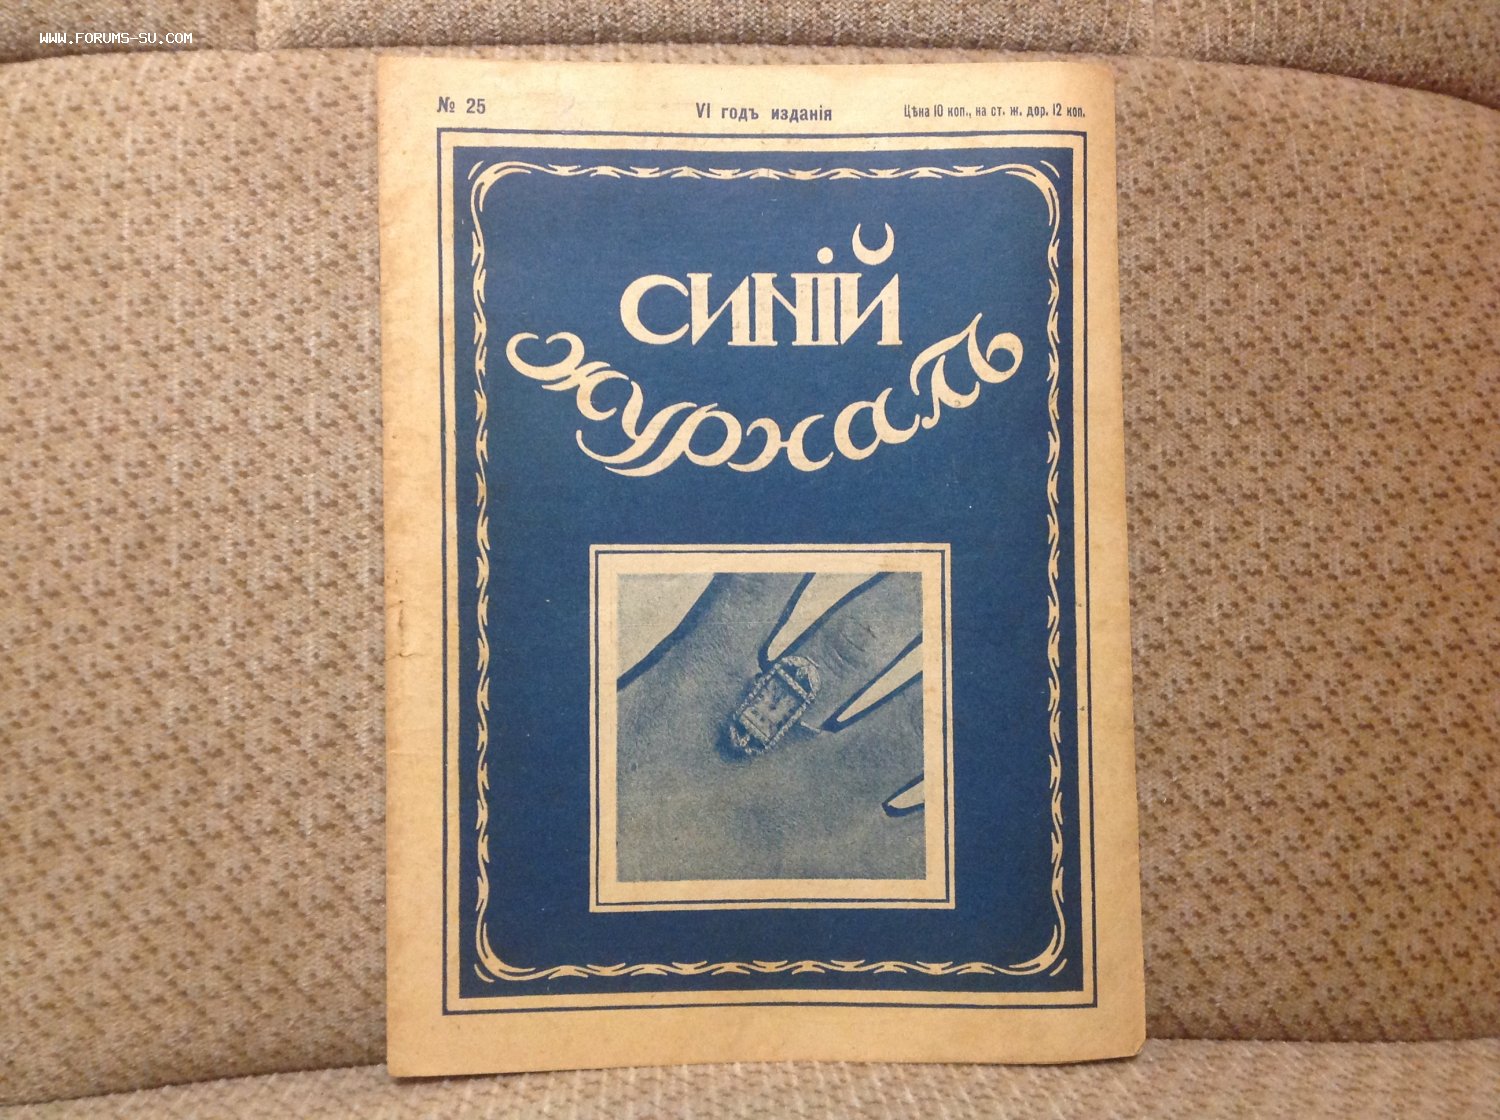 WWW.FORUMS-SU.COM
№ 25 VI годъ изданія Цѣна 10 коп., на ст. ж. дор. 12 коп.
СИНІЙ
журналъ